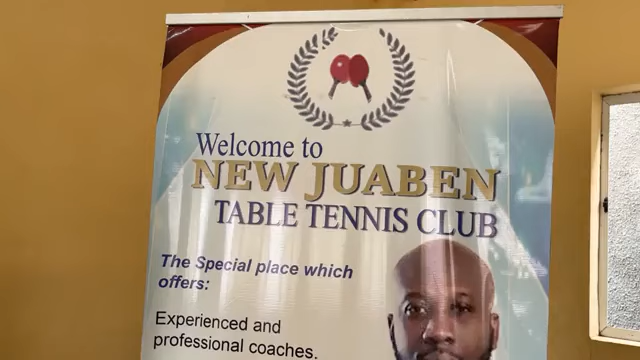 Welcome to
NEW JUABEN
TABLE TENNIS CLUB
The Special place which
offers:
Experienced and
professional coaches.